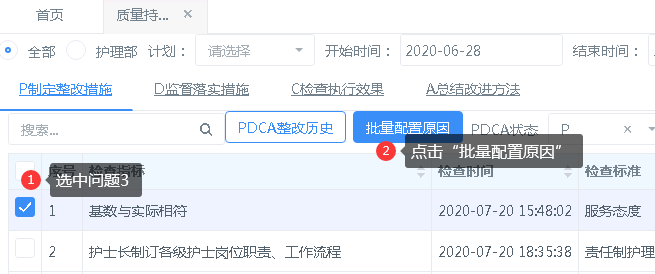 首页 质量持... ×
全部 护理部 计划： 请选择 开始时间： 2020-06-28 结束时间：
P制定整改措施 D监督落实措施 C检查执行效果 A总结改进方法
搜索... PDCA整改历史 批量配置原因 PDCA状态 P ×
2 点击“批量配置原因”
序号 检查指标 检查时间 检查标准
1 选中问题3
1 基数与实际相符 2020-07-20 15:48:02 服务态度
2 护士长制订各级护士岗位职责、工作流程 2020-07-20 18:35:38 责任制护理